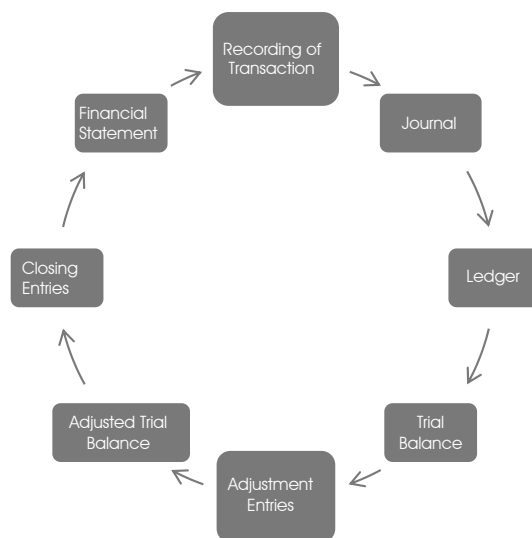 Recording of
Transaction
Journal
Ledger
Trial
Balance
Adjustment
Entries
Adjusted Trial
Balance
Closing
Entries
Financial
Statement